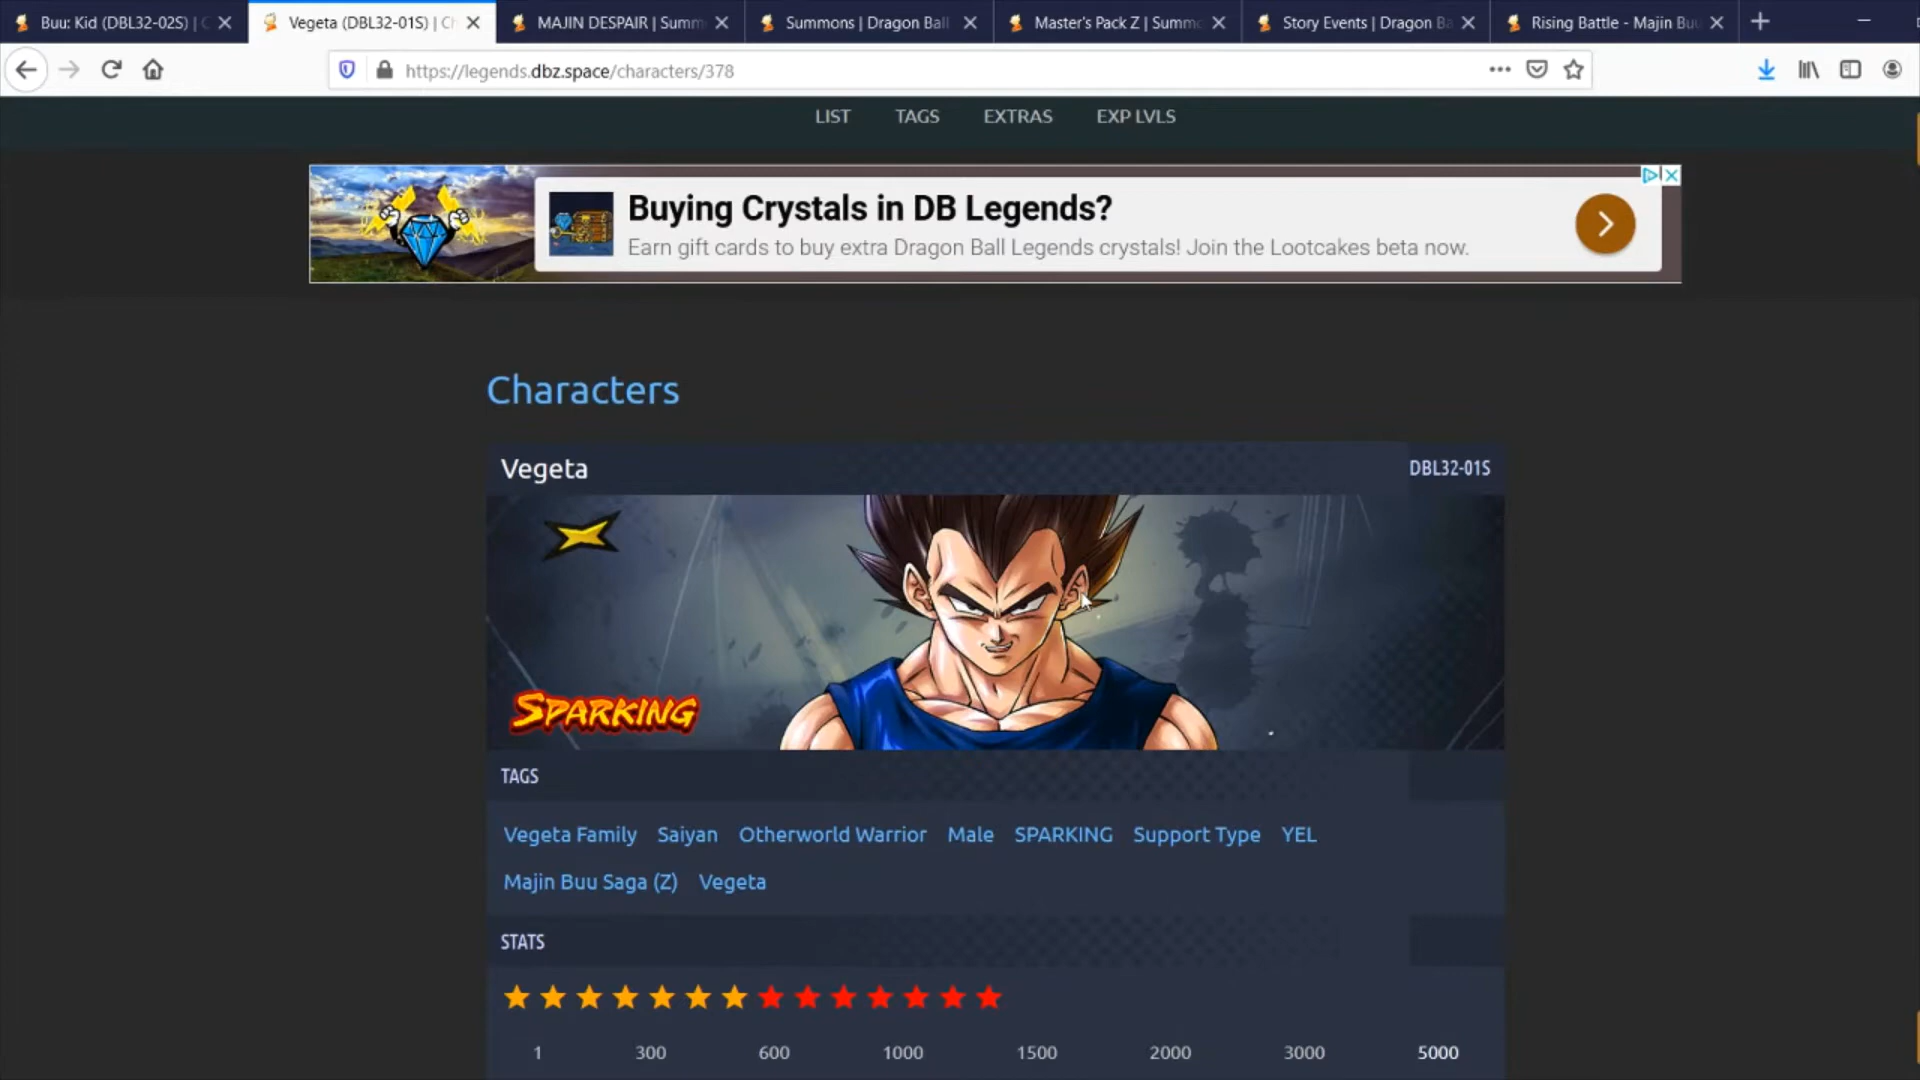 Buu: Kid (DBL32-02S) |
Vegeta (DBL32-01S) | Ch
MAJIN DESPAIR | Summ
Summons | Dragon Ball
Master's Pack Z | Summo
Story Events | Dragon Ba
Rising Battle - Majin Buu
https://legends.dbz.space/characters/378
LIST
TAGS
EXTRAS
EXP LVLS
Buying Crystals in DB Legends?
Earn gift cards to buy extra Dragon Ball Legends crystals! Join the Lootcakes beta now.
Characters
Vegeta
DBL32-01S
SPARKING
TAGS
Vegeta Family Saiyan Otherworld Warrior Male SPARKING Support Type YEL
Majin Buu Saga (Z) Vegeta
STATS
1 300 600 1000 1500 2000 3000 5000